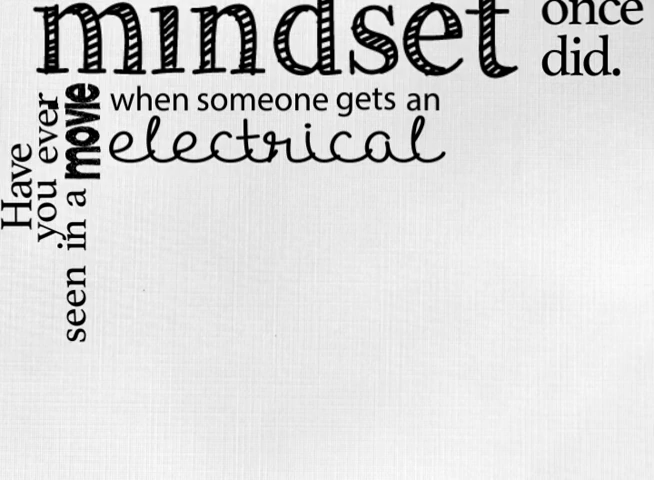 mindset
once
did.
Have
you ever
seen in a movie
when someone gets an
electrical